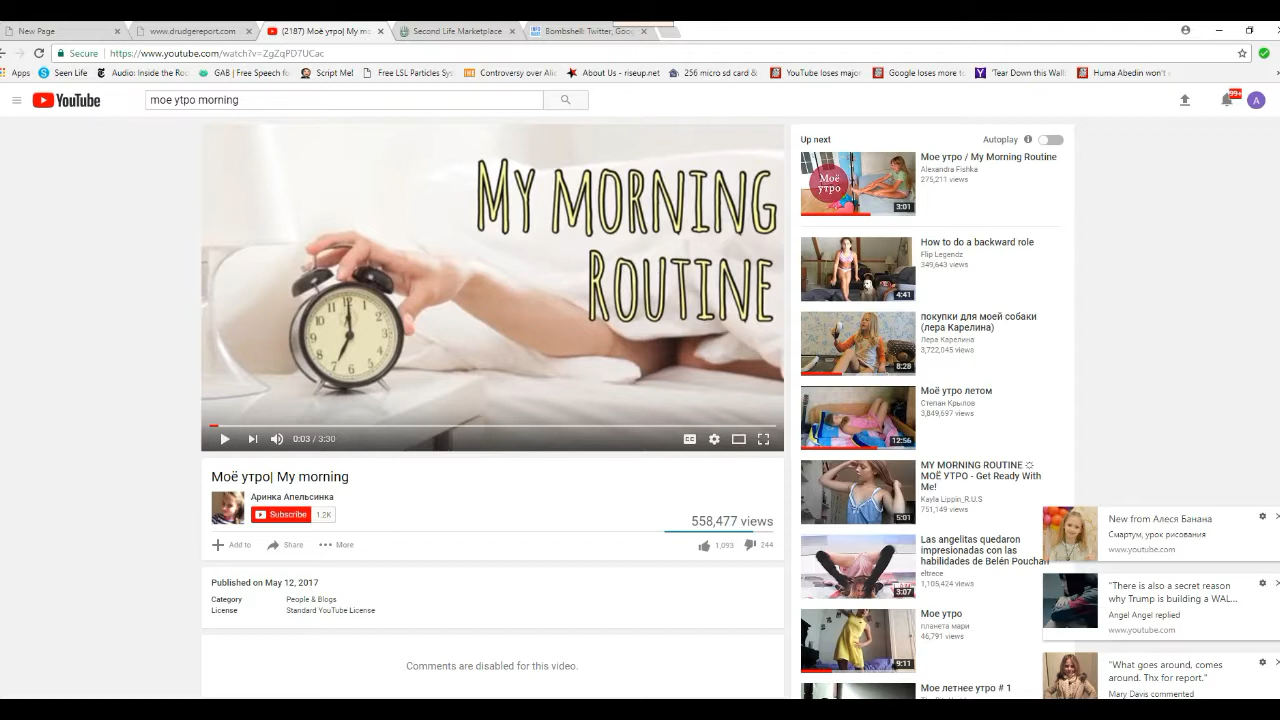 New Page
www.drudgereport.com
(2187) Моё утро| My mo
Second Life Marketplace
Bombshell: Twitter, Goog
Secure
https://www.youtube.com/watch?v=ZgZqPD7UCac
Apps
Seen Life
Audio: Inside the Ro
GAB | Free Speech fo
Script Me!
Free LSL Particles Sys
Controversy over Alic
About Us - riseup.net
256 micro sd card &
YouTube loses major
Google loses more t
'Tear Down this Wall
Huma Abedin won't
YouTube
мое утро morning
99+
A
MY MORNING
ROUTINE
0:03 / 3:30
CC
Моё утро| My morning
Аринка Апельсинка
Subscribe
1.2K
558,477 views
Add to
Share
More
1,093
244
Published on May 12, 2017
Category
People & Blogs
License
Standard YouTube License
Comments are disabled for this video.
Up next
Autoplay
Моё
утро
3:01
Мое утро / My Morning Routine
Alexandra Fishka
275,211 views
4:41
How to do a backward role
Flip Legendz
349,643 views
8:28
покупки для моей собаки
(лера Карелина)
Лера Карелина
3,722,045 views
12:56
Моё утро летом
Степан Крылов
3,849,697 views
5:01
MY MORNING ROUTINE
МОЁ УТРО - Get Ready With
Me!
Kayla Lippin_R.U.S
751,149 views
3:07
Las angelitas quedaron
impresionadas con las
habilidades de Belén Pouchan
eltrece
1,105,424 views
9:11
Мое утро
планета мари
46,791 views
Мое летнее утро # 1
New from Алеся Банана
Смартум, урок рисования
www.youtube.com
"There is also a secret reason
why Trump is building a WAL...
Angel Angel replied
www.youtube.com
"What goes around, comes
around. Thx for report."
Mary Davis commented